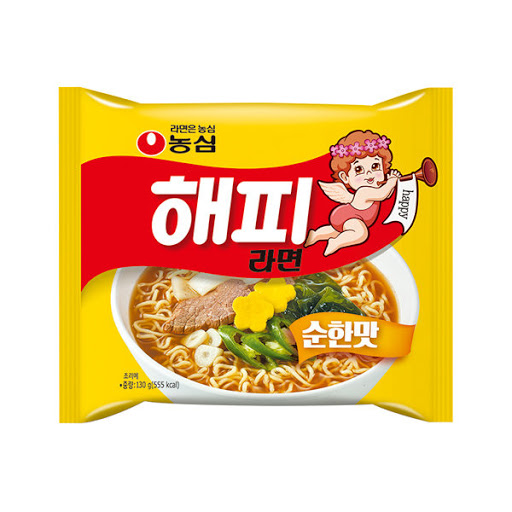 라면은 농심
농심
해피
라면
happy
순한맛
조리예
•중량:130 g(555 kcal)